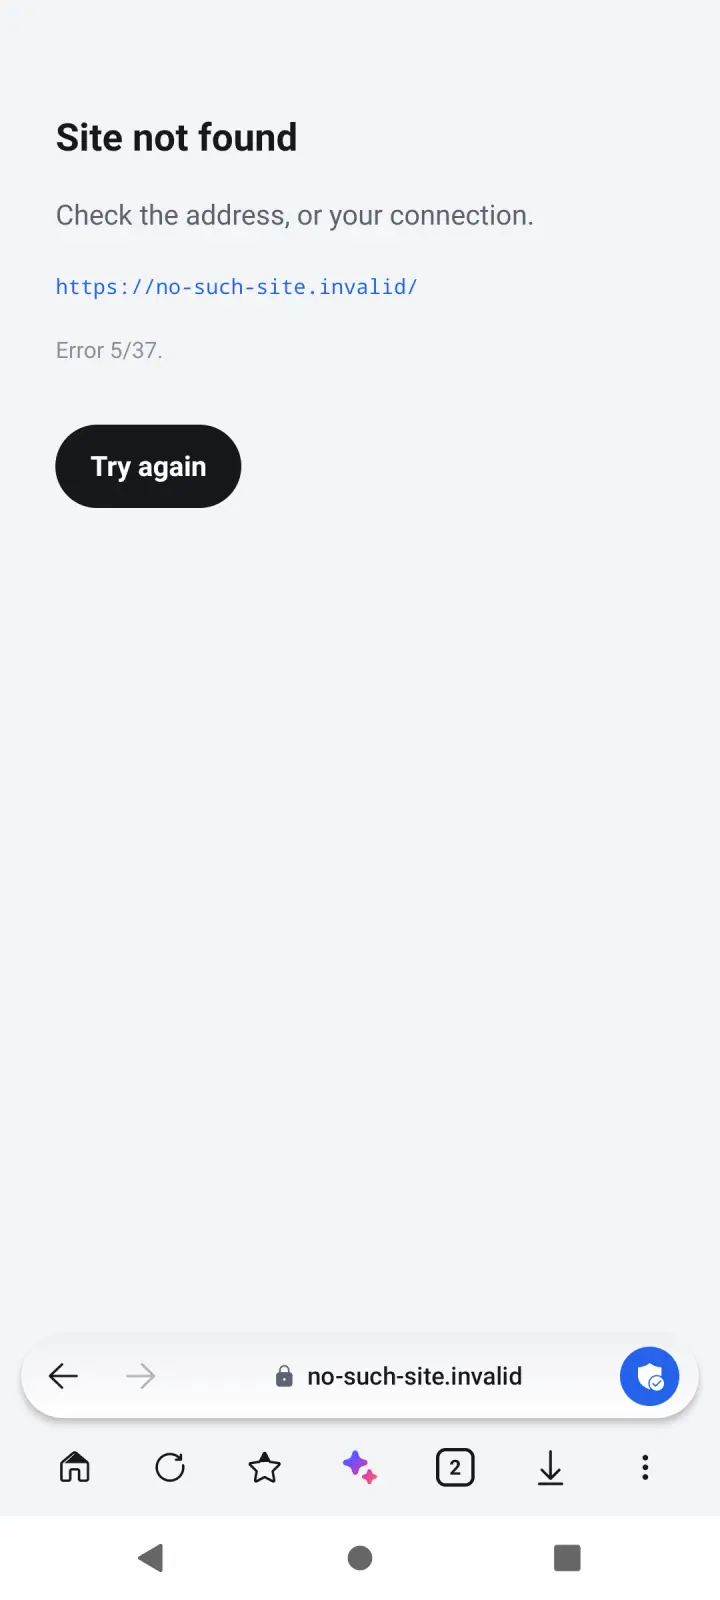 Site not found
Check the address, or your connection.
https://no-such-site.invalid/
Error 5/37.
Try again
no-such-site.invalid
2